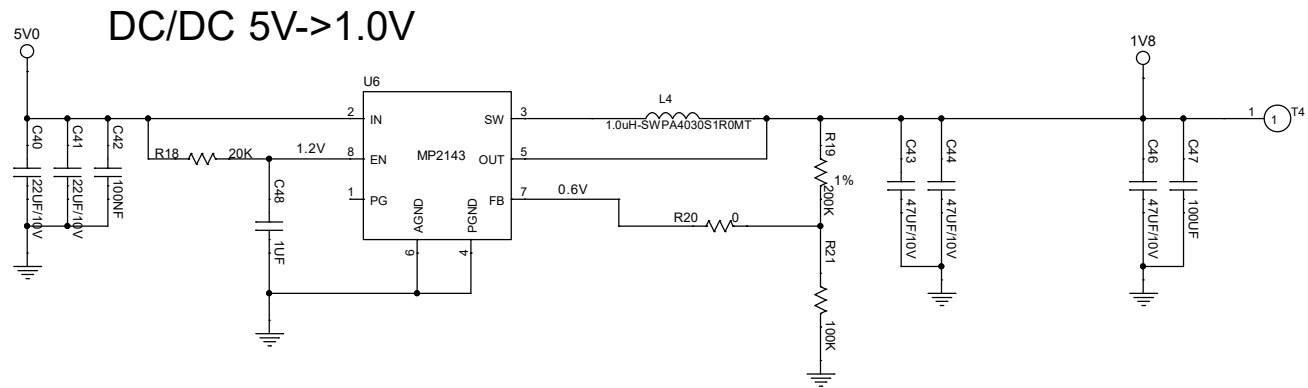 DC/DC 5V->1.0V
5V0
1V8
U6
L4
1.0uH-SWPA4030S1R0MT
2
IN
SW
3
1
1
T4
C40
22UF/10V
C41
22UF/10V
C42
100NF
R18
20K
1.2V
8
EN
MP2143
OUT
5
R19
1%
200K
C43
47UF/10V
C44
47UF/10V
C46
47UF/10V
C47
100UF
C48
1UF
1
PG
FB
7
0.6V
AGND
PGND
6
4
R20
0
R21
100K